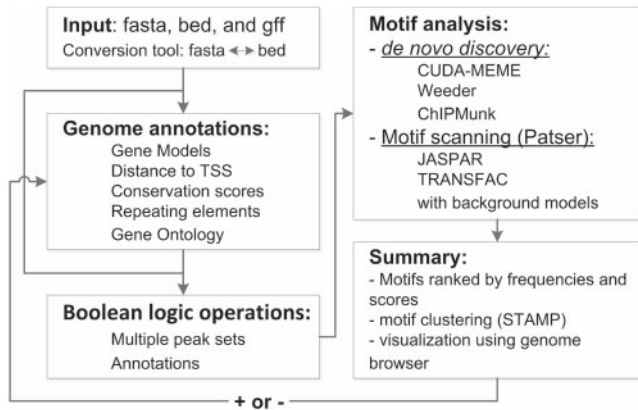 Input: fasta, bed, and gff
Conversion tool: fasta ↔ bed
Genome annotations:
Gene Models
Distance to TSS
Conservation scores
Repeating elements
Gene Ontology
Boolean logic operations:
Multiple peak sets
Annotations
Motif analysis:
- de novo discovery:
CUDA-MEME
Weeder
ChIPMunk
- Motif scanning (Patser):
JASPAR
TRANSFAC
with background models
Summary:
- Motifs ranked by frequencies and
scores
- motif clustering (STAMP)
- visualization using genome
browser
+ or -